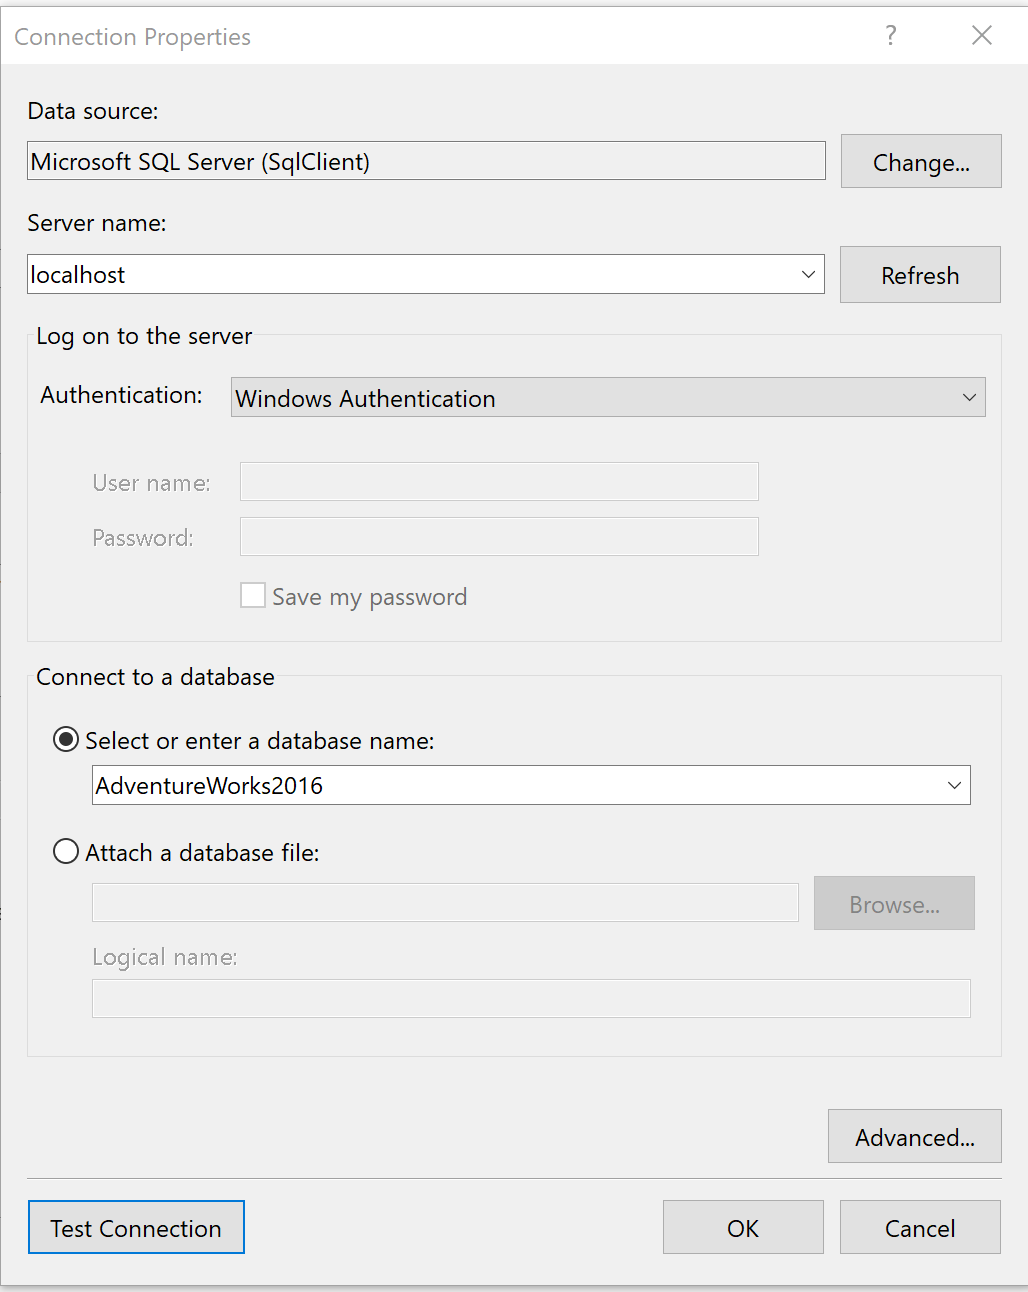 Connection Properties ?
Data source:
Microsoft SQL Server (SqlClient) Change...
Server name:
localhost Refresh
Log on to the server
Authentication: Windows Authentication
User name:
Password:
Save my password
Connect to a database
Select or enter a database name:
AdventureWorks2016
Attach a database file:
Browse...
Logical name:
Advanced...
Test Connection OK Cancel